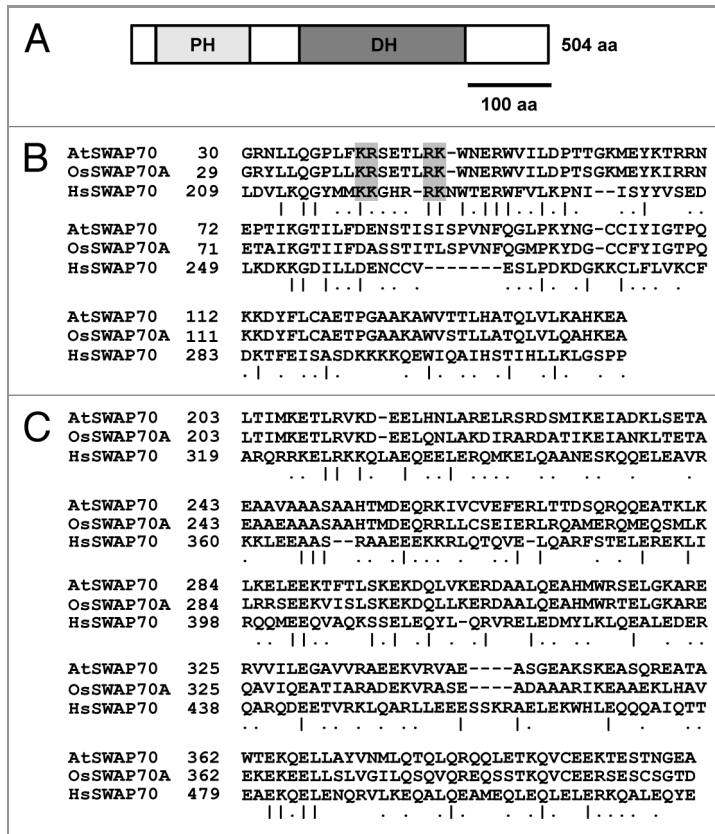 A
PH
DH
504 aa
100 aa
B
AtSWAP70 30 GRNLLQGPLFKRSETLRK-WNERWVILDPTTGKMEYKTRRN
OsSWAP70A 29 GRYLLQGPLLKRSETLRK-WNERWVILDPTTGKMEYKIRRN
HsSWAP70 209 LDVLKQGYMMKKGHR-RKNWTERWFVLKPNI--ISYYVSED
AtSWAP70 72 EPTIKGTILFDENSTISISPVNFQGLPKYNG-CCIYIGTPQ
OsSWAP70A 71 ETAIKGTIIFDASSTITLSPVNFQGMPKYDG-CCFYIGTPQ
HsSWAP70 249 LKDKKGDILLDENCCV-------ESLPDKDGKKCLFLVKCF
AtSWAP70 112 KKDYFLCAETPGAAKAWVTTLHATQLVLKAHKEA
OsSWAP70A 111 KKDYFLCAETPGAAKAWVSTLLATQLVLQAHKEA
HsSWAP70 283 DKTFEISASDKKKKQEWIQAIHSTIHLLKLGSPP
C
AtSWAP70 203 LTIMKETLRVKD-EELHNLARELRSRDSMIKEIADKLSETA
OsSWAP70A 203 LTIMKETLRVKD-EELQNLAKDIRARDATIKEIANKLTETA
HsSWAP70 319 ARQRRKELRKKQLAEQEELERQMKELQAANESKQQELEAVR
AtSWAP70 243 EAAVAAASAAHTMDEQRKIVCVEFERLTTDSQRQQEATKLK
OsSWAP70A 243 EAAEAAASAAHTMDEQRRLLCSEIERLRQAMERQMEQSMLK
HsSWAP70 360 KKLEEAAS--RAAEEEKKRLQTQVE-LQARFSTELEREKLI
AtSWAP70 284 LKELEEKTFTLSKEKDQLVKERDAALQEAHMWRSELGKARE
OsSWAP70A 284 LRRSEEKVISLSKEKDQLLKERDAALQEAHMWRTELGKARE
HsSWAP70 398 RQQMEEQVAQKSSELEQYL-QRVRELEDMYLKLQEALEDER
AtSWAP70 325 RVVILEGAVVRAEEKVRVAE----ASGEAKSKEASQREATA
OsSWAP70A 325 QAVIQEATIARADEKVRASE----ADAAARIKEAAEKLHAV
HsSWAP70 438 QARQDEETVRKLQARLLEEESSKRAELEKWHLEQQQAIQTT
AtSWAP70 362 WTEKQELLAYVNMLQTQLQRQQLETKQVCEEKTESTNGEA
OsSWAP70A 362 EKEKEELLSLVGILQSQVQREQSSTKQVCEERSESCSGTD
HsSWAP70 479 EAEKQELENQRVLKEQALQEAMEQLEQLELERKQALEQYE